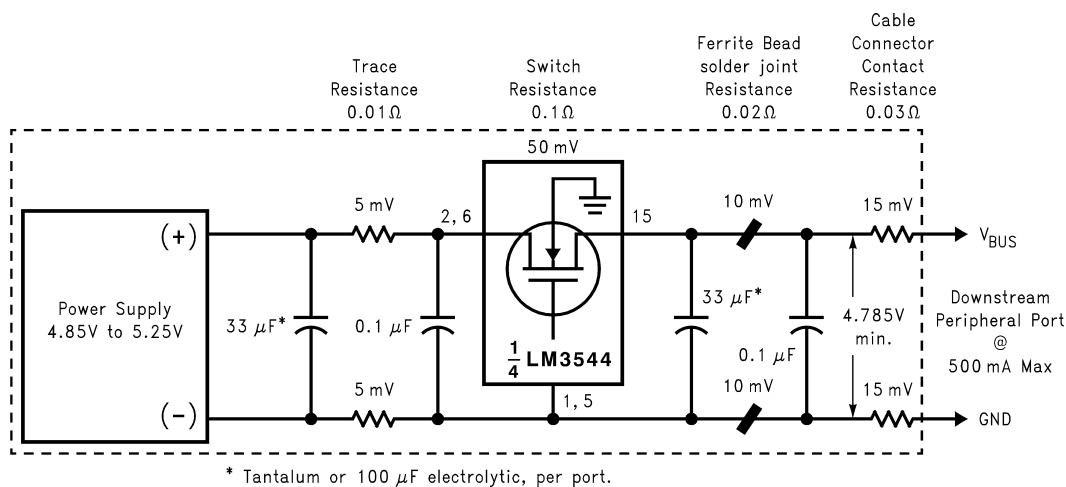 Trace
Resistance
0.01Ω
Switch
Resistance
0.1Ω
Ferrite Bead
solder joint
Resistance
0.02Ω
Cable
Connector
Contact
Resistance
0.03Ω
50 mV
5 mV
2, 6
15
10 mV
15 mV
(+)
V_BUS
Power Supply
4.85V to 5.25V
33 µF*
0.1 µF
1/4 LM3544
33 µF*
0.1 µF
4.785V
min.
Downstream
Peripheral Port
@
500 mA Max
5 mV
1, 5
10 mV
15 mV
(-)
GND
* Tantalum or 100 µF electrolytic, per port.